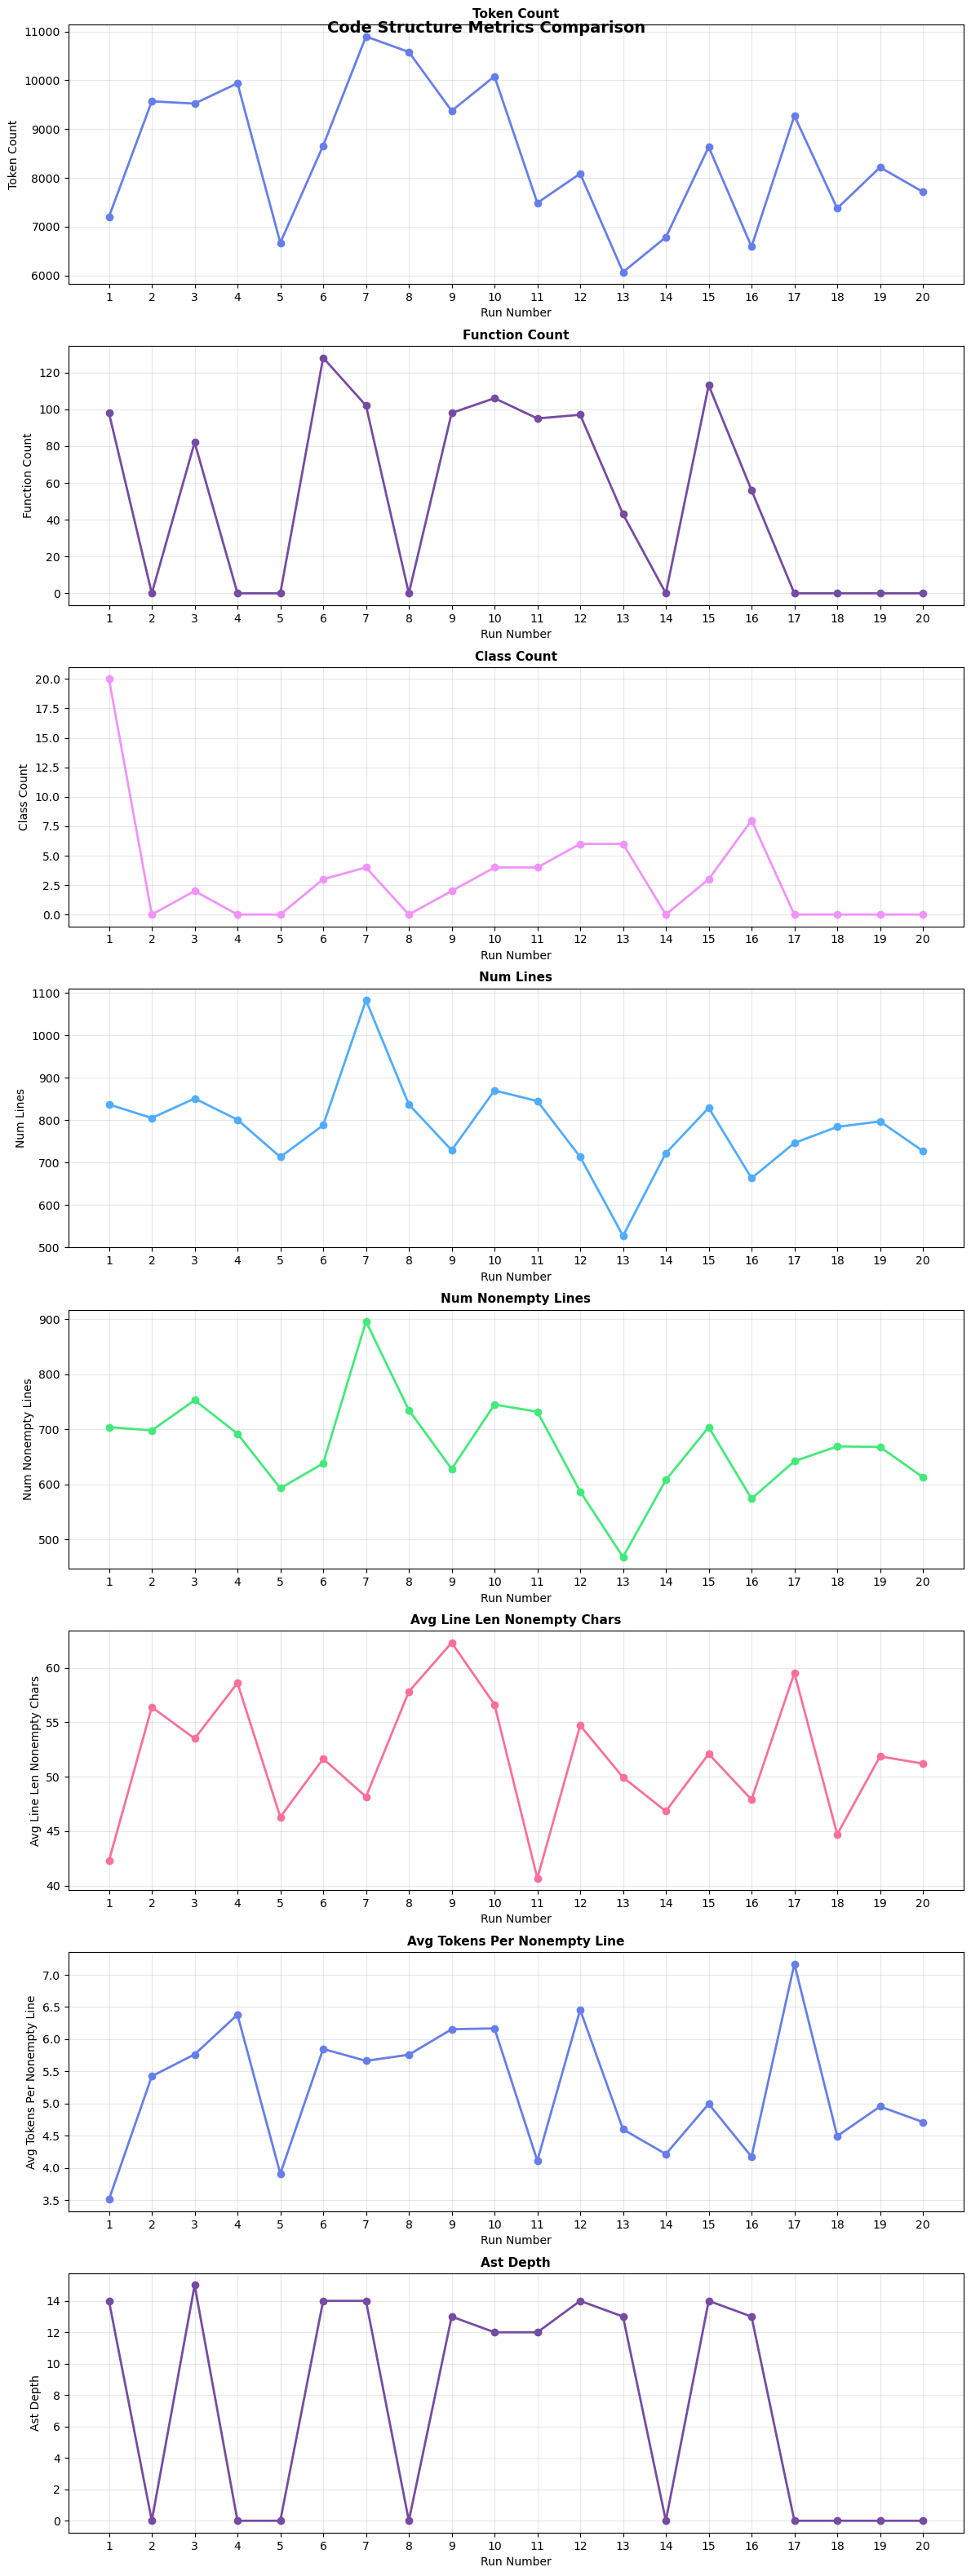 Token Count
Code Structure Metrics Comparison
Token Count
11000
10000
9000
8000
7000
6000
1 2 3 4 5 6 7 8 9 10 11 12 13 14 15 16 17 18 19 20
Run Number
Function Count
Function Count
120
100
80
60
40
20
0
1 2 3 4 5 6 7 8 9 10 11 12 13 14 15 16 17 18 19 20
Run Number
Class Count
Class Count
20.0
17.5
15.0
12.5
10.0
7.5
5.0
2.5
0.0
1 2 3 4 5 6 7 8 9 10 11 12 13 14 15 16 17 18 19 20
Run Number
Num Lines
Num Lines
1100
1000
900
800
700
600
500
1 2 3 4 5 6 7 8 9 10 11 12 13 14 15 16 17 18 19 20
Run Number
Num Nonempty Lines
Num Nonempty Lines
900
800
700
600
500
1 2 3 4 5 6 7 8 9 10 11 12 13 14 15 16 17 18 19 20
Run Number
Avg Line Len Nonempty Chars
Avg Line Len Nonempty Chars
60
55
50
45
40
1 2 3 4 5 6 7 8 9 10 11 12 13 14 15 16 17 18 19 20
Run Number
Avg Tokens Per Nonempty Line
Avg Tokens Per Nonempty Line
7.0
6.5
6.0
5.5
5.0
4.5
4.0
3.5
1 2 3 4 5 6 7 8 9 10 11 12 13 14 15 16 17 18 19 20
Run Number
Ast Depth
Ast Depth
14
12
10
8
6
4
2
0
1 2 3 4 5 6 7 8 9 10 11 12 13 14 15 16 17 18 19 20
Run Number